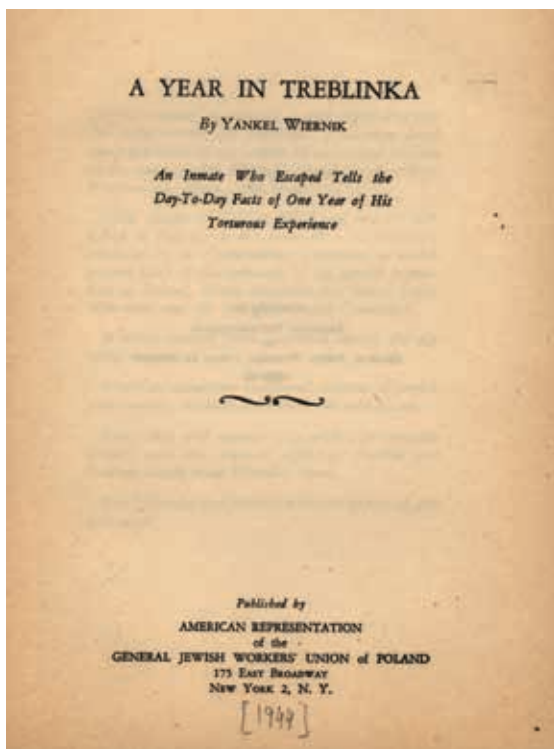 A YEAR IN TREBLINKA
By YANKEL WIERNIK
An Inmate Who Escaped Tells the
Day-To-Day Facts of One Year of His
Torturous Experience
Published by
AMERICAN REPRESENTATION
of the
GENERAL JEWISH WORKERS' UNION of POLAND
175 EAST BROADWAY
NEW YORK 2, N. Y.
[1944]